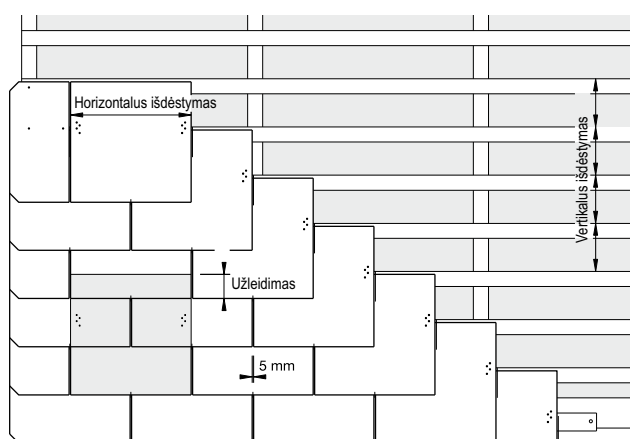 Horizontalus išdėstymas
Vertikalus išdėstymas
Užleidimas
5 mm